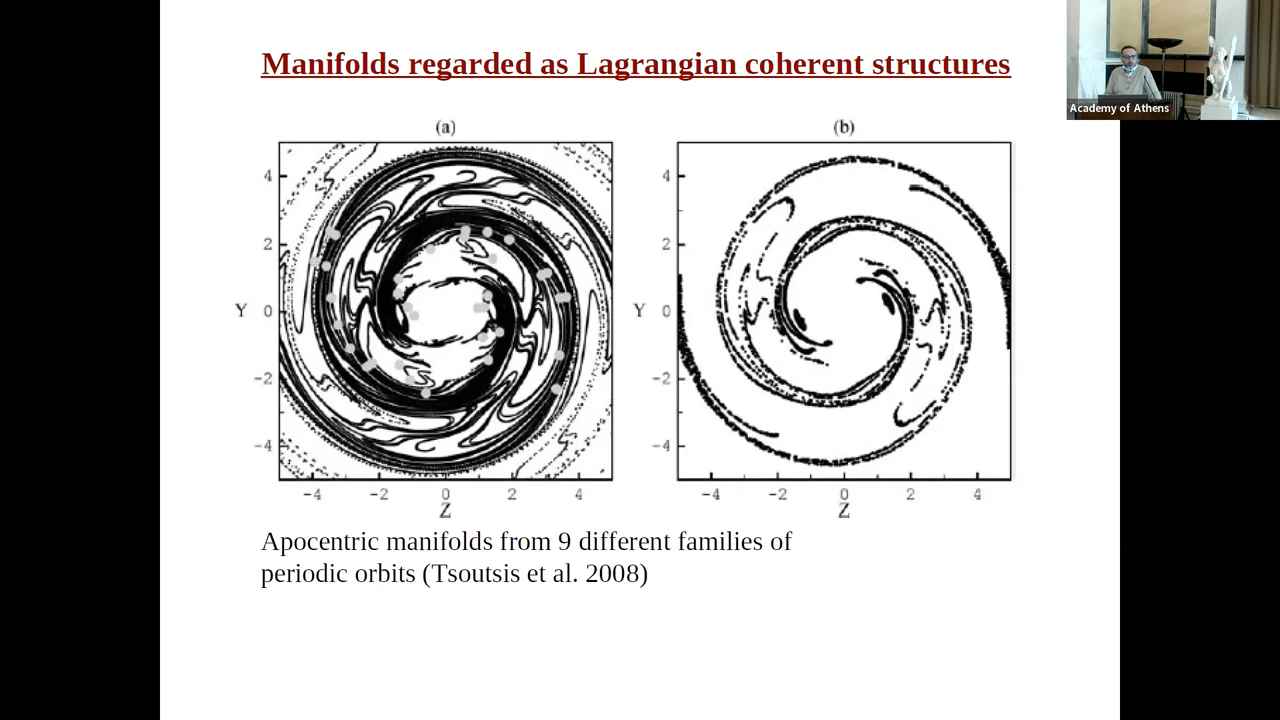 Manifolds regarded as Lagrangian coherent structures
Academy of Athens
(a)
(b)
4
2
Y
0
−2
−4
−4
−2
0
2
4
Z
4
2
Y
0
−2
−4
−4
−2
0
2
4
Z
Apocentric manifolds from 9 different families of
periodic orbits (Tsoutsis et al. 2008)